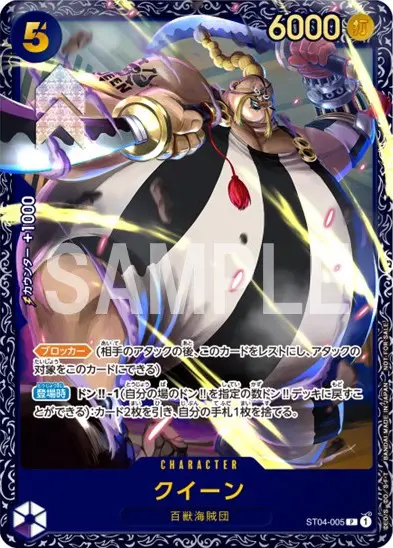 5
6000
打
QUEEN
カウンター +1000
SAMPLE
ブロッカー (相手のアタックの後、このカードをレストにし、アタックの
対象をこのカードにできる)
登場時 ドン!!-1(自分の場のドン!!を指定の数ドン!!デッキに戻すこ
とができる):カード2枚を引き、自分の手札1枚を捨てる。
CHARACTER
クイーン
百獣海賊団
ST04-005 P 1